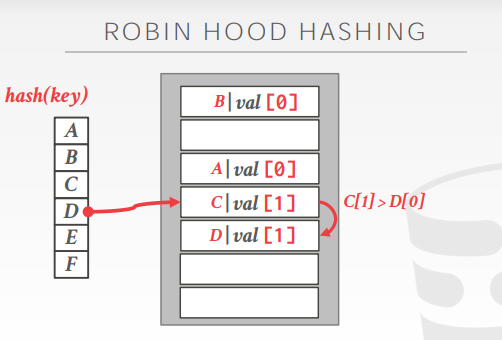 ROBIN HOOD HASHING
hash(key)
A
B
C
D
E
F
B|val [0]
A|val [0]
C|val [1]
D|val [1]
C[1]>D[0]